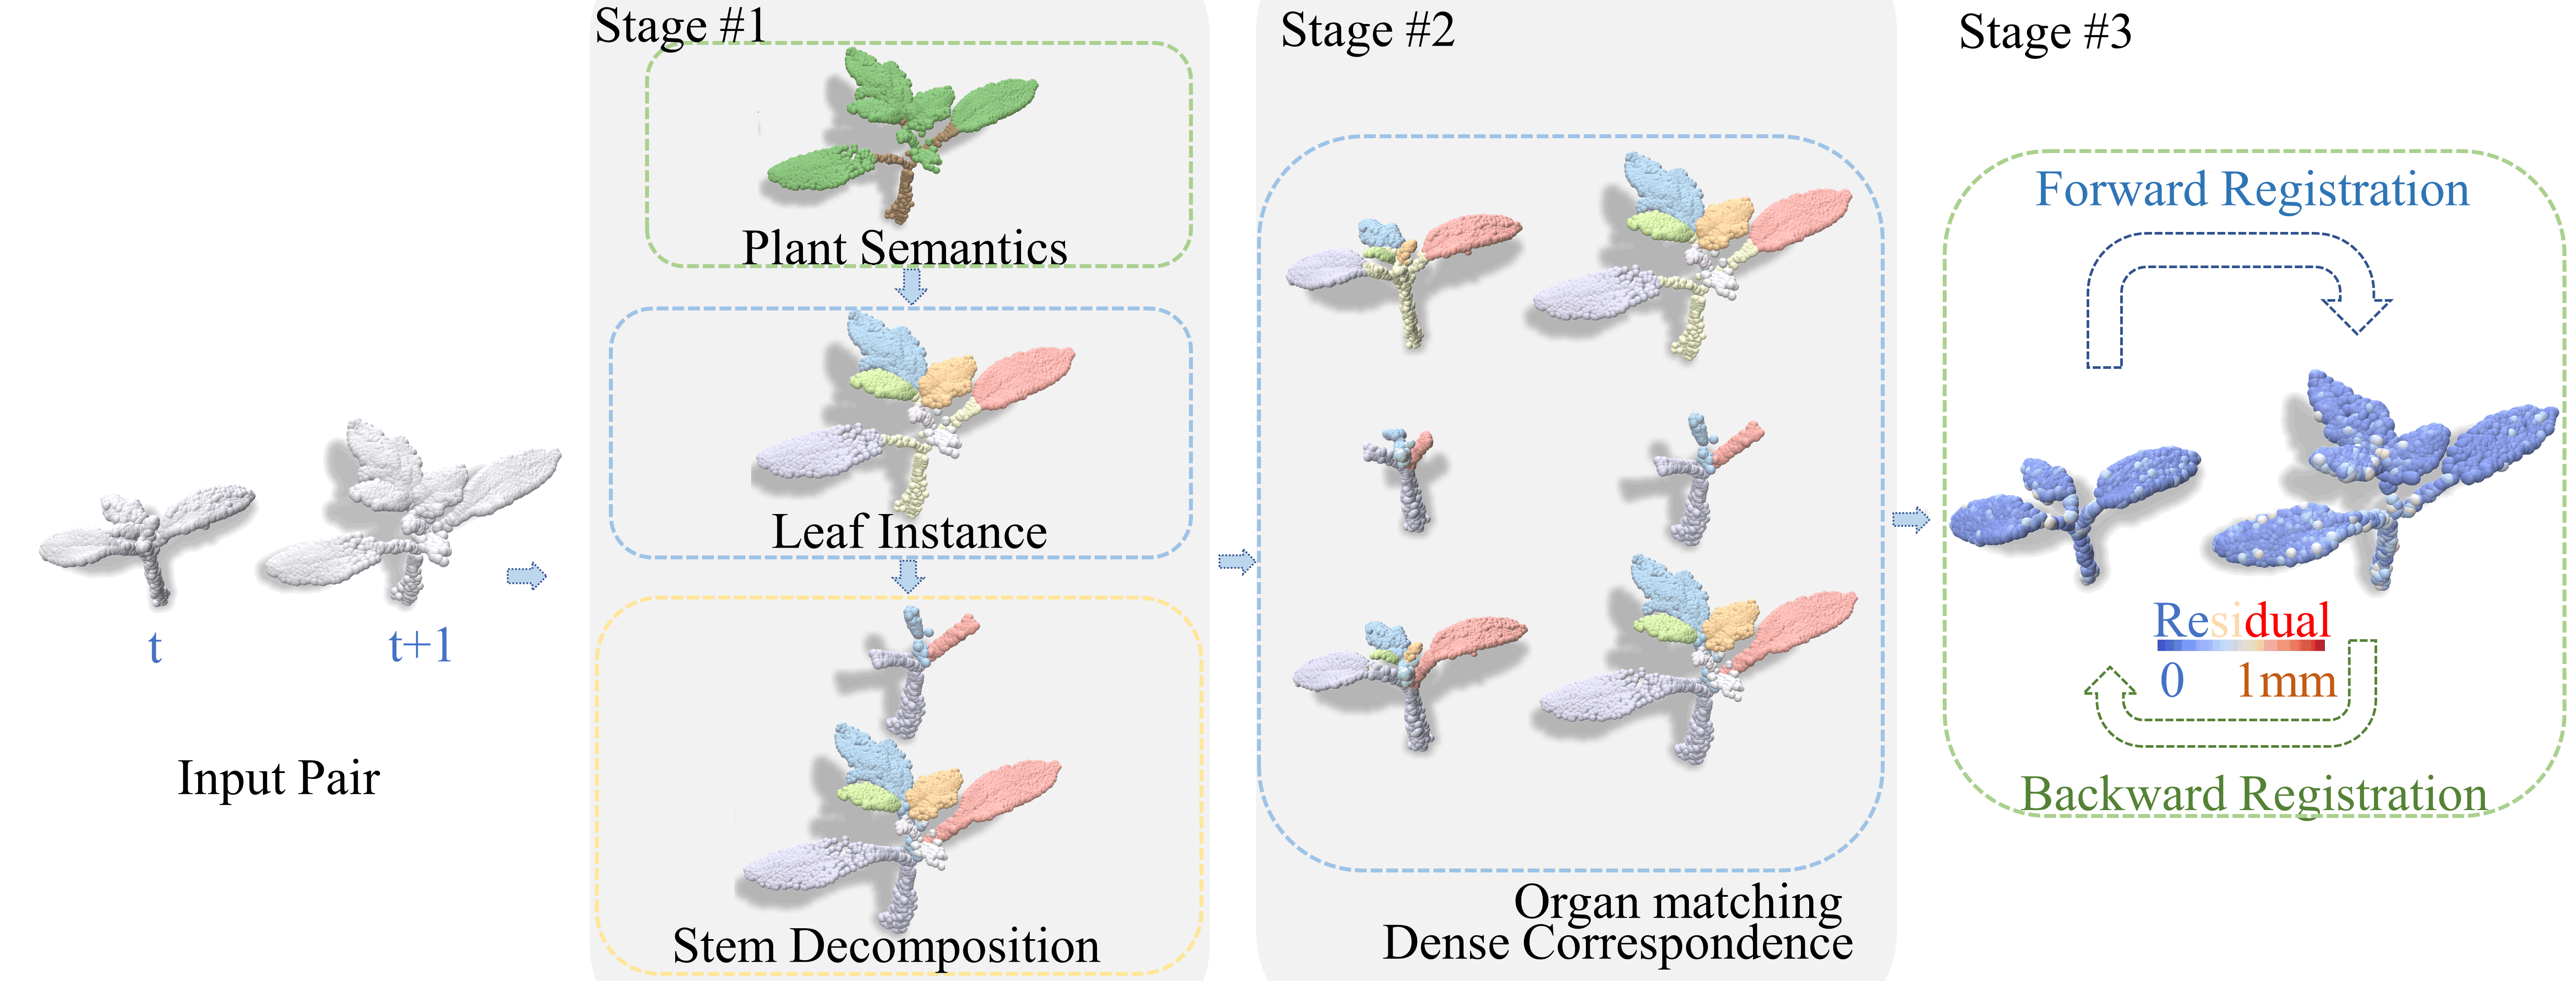 t
t+1
Input Pair
Stage #1
Plant Semantics
Leaf Instance
Stem Decomposition
Stage #2
Organ matching
Dense Correspondence
Stage #3
Forward Registration
Residual
0 1mm
Backward Registration